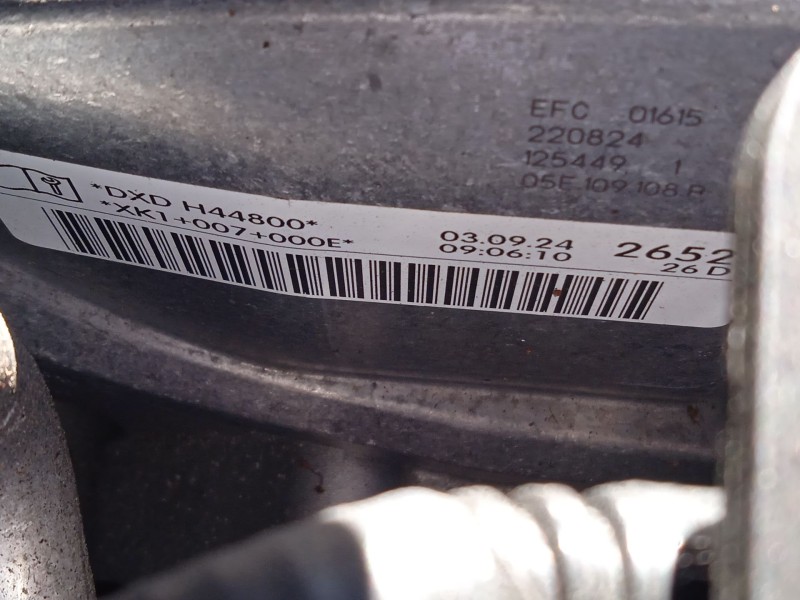 EFC 01615
220824
125449 1
05E.109.108.R
*DXD H44800*
*XK1+007+000E*
03.09.24
09:06:10
2652
26 D